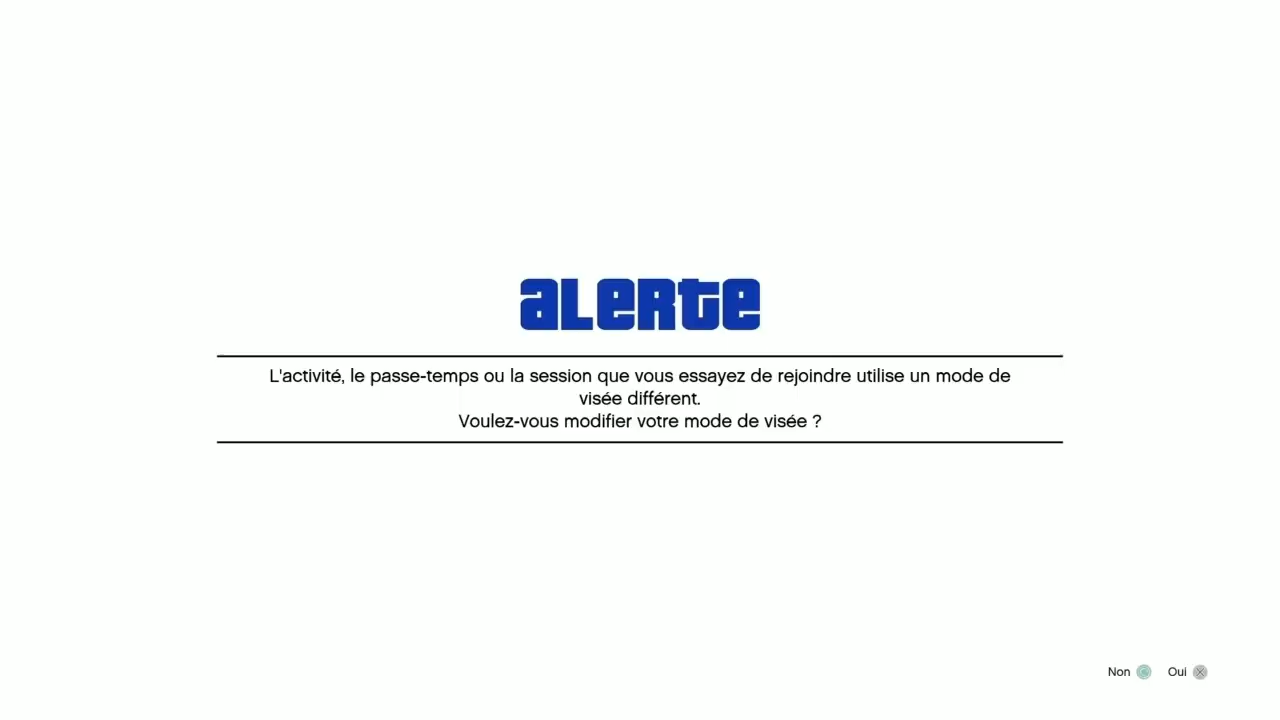 aLeRte
L'activité, le passe-temps ou la session que vous essayez de rejoindre utilise un mode de
visée différent.
Voulez-vous modifier votre mode de visée ?
Non Oui